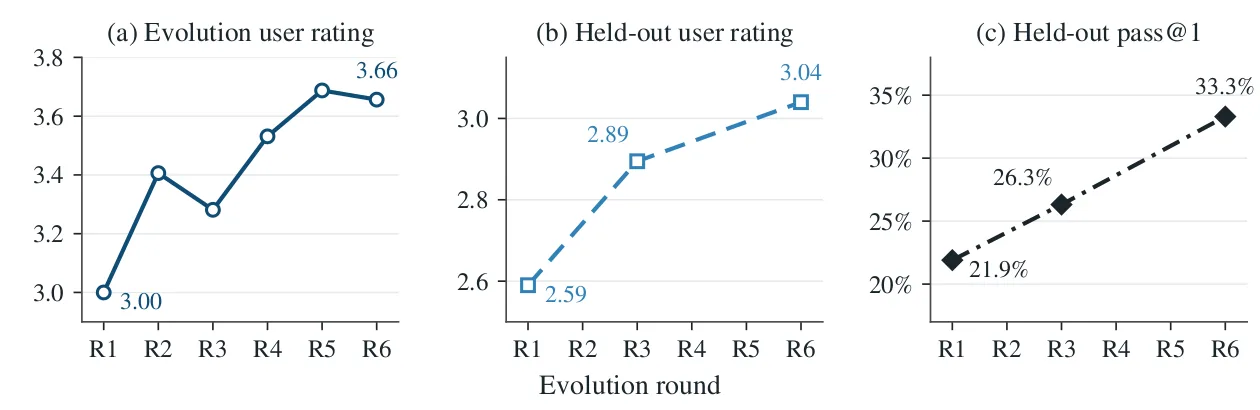 (a) Evolution user rating
3.8
3.6
3.4
3.2
3.0
3.66
3.00
R1 R2 R3 R4 R5 R6
(b) Held-out user rating
3.0
2.8
2.6
3.04
2.89
2.59
R1 R2 R3 R4 R5 R6
(c) Held-out pass@1
35%
30%
25%
20%
33.3%
26.3%
21.9%
R1 R2 R3 R4 R5 R6
Evolution round